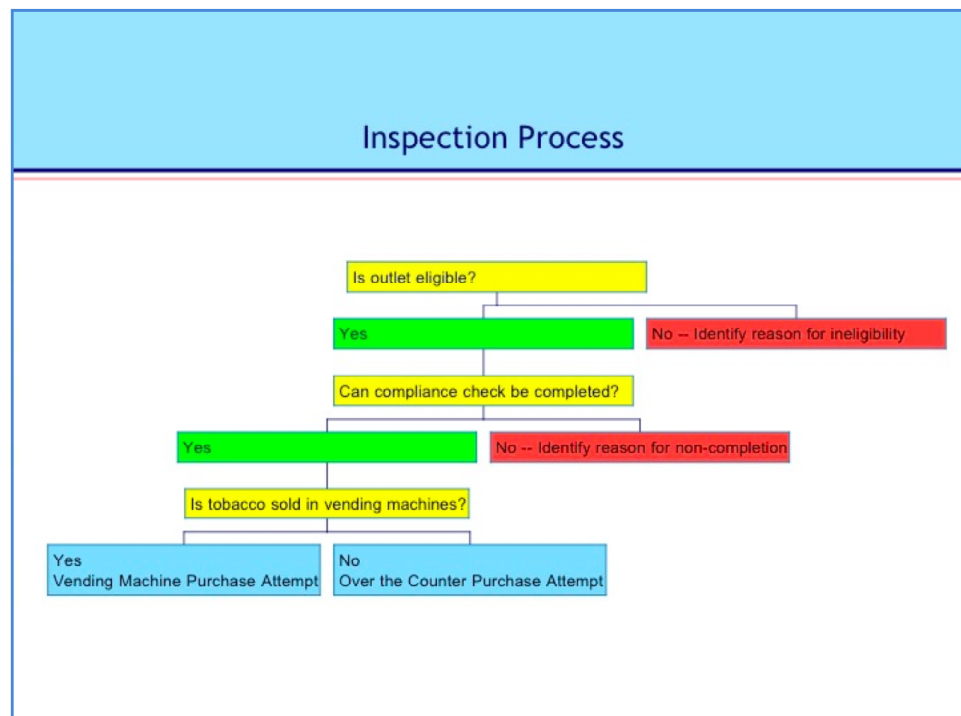 Inspection Process
Is outlet eligible?
Yes
No -- Identify reason for ineligibility
Can compliance check be completed?
Yes
No -- Identify reason for non-completion
Is tobacco sold in vending machines?
Yes
Vending Machine Purchase Attempt
No
Over the Counter Purchase Attempt